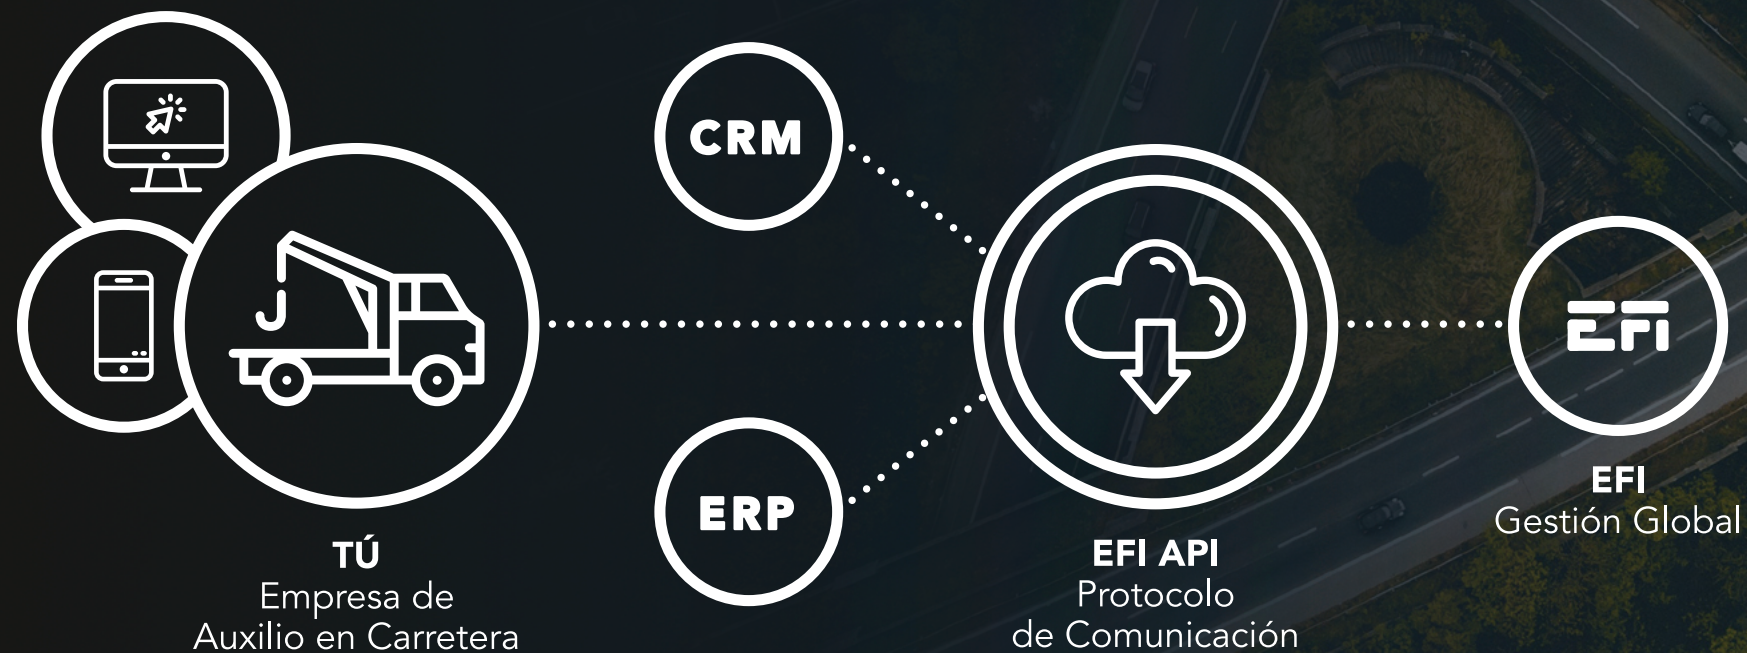 CRM
EFI
ERP
EFI
Gestión Global
TÚ
Empresa de
Auxilio en Carretera
EFI API
Protocolo
de Comunicación